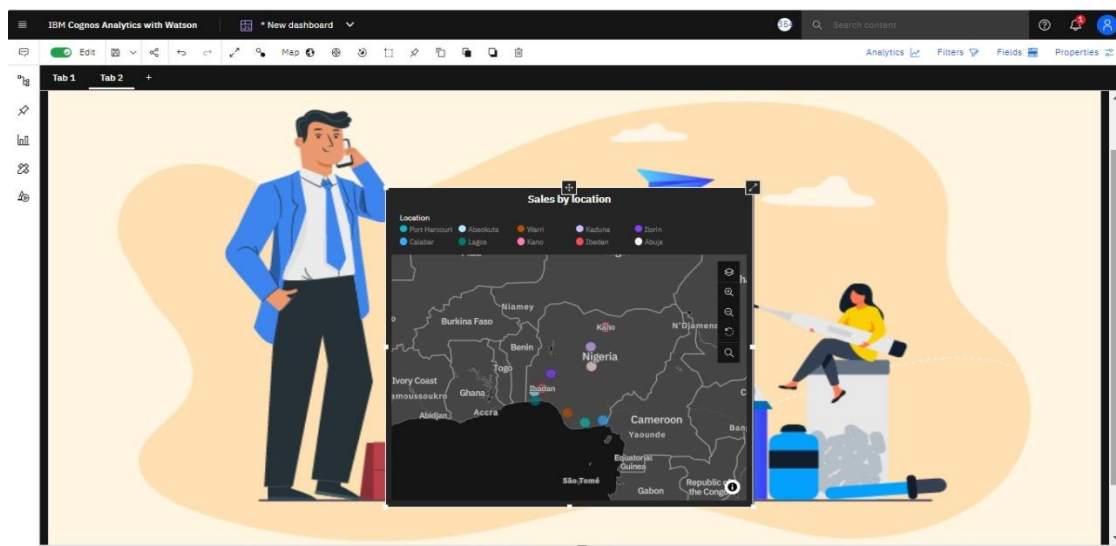 IBM Cognos Analytics with Watson
* New dashboard
Search content
1
Edit
Map
Analytics
Filters
Fields
Properties
Tab 1
Tab 2
+
Sales by location
Location
Port Harcourt
Abeokuta
Warri
Kaduna
Ilorin
Calabar
Lagos
Kano
Ibadan
Abuja
Niamey
Burkina Faso
Kano
N'Djamena
Benin
Nigeria
Togo
Ivory Coast
Ibadan
Ghana
amoussoukro
Abidjan
Accra
Cameroon
Ban
Yaounde
Equatorial
Guinea
São Tomé
Gabon
Republic
the Congo